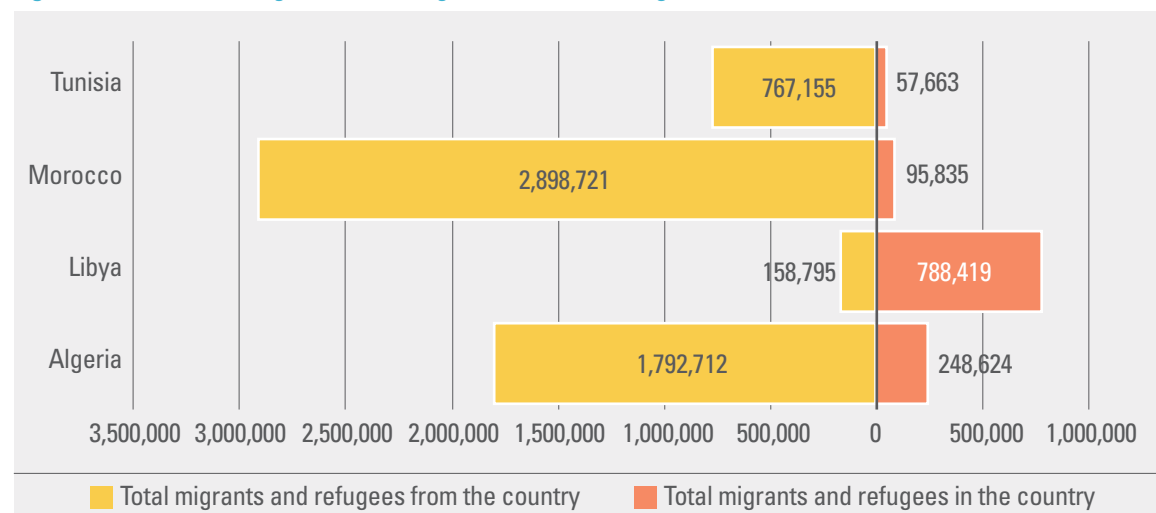 Tunisia
767,155
57,663
Morocco
2,898,721
95,835
Libya
158,795
788,419
Algeria
1,792,712
248,624
3,500,000 3,000,000 2,500,000 2,000,000 1,500,000 1,000,000 500,000 0 500,000 1,000,000
Total migrants and refugees from the country Total migrants and refugees in the country